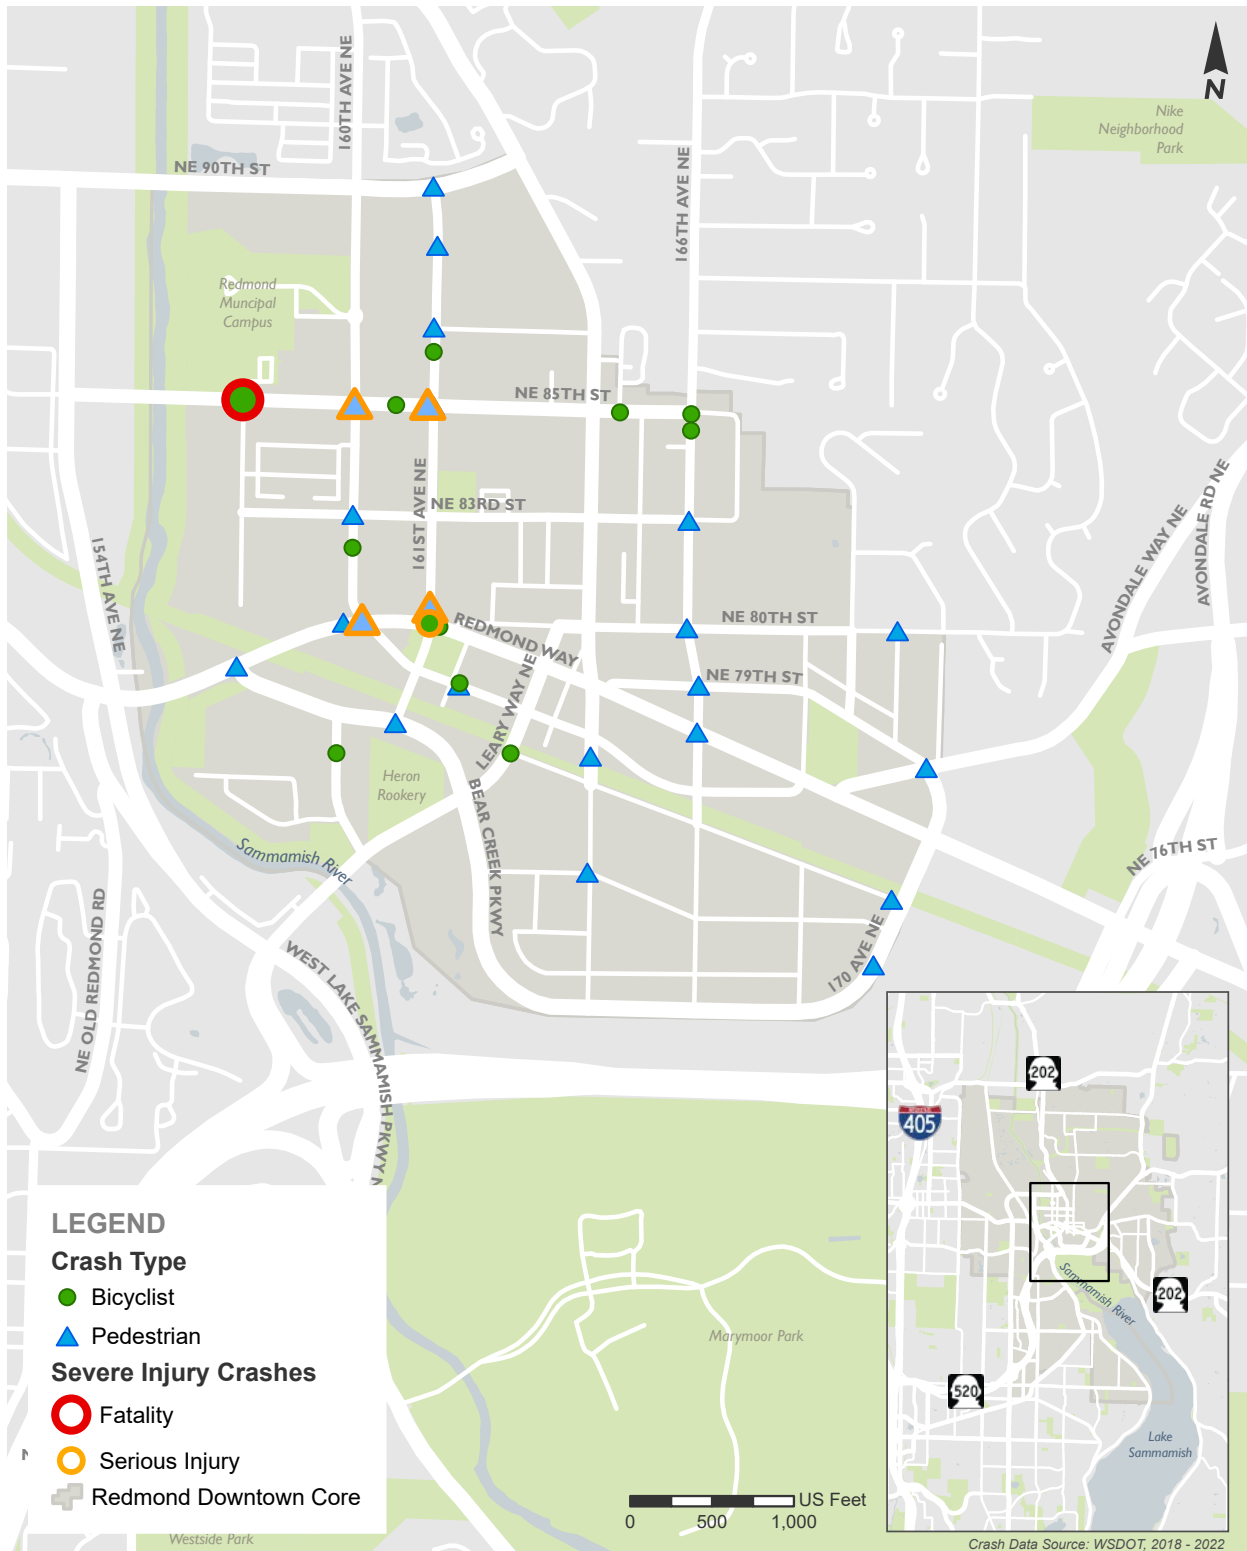 N
Nike
Neighborhood
Park
160TH AVE NE
NE 90TH ST
166TH AVE NE
Redmond
Muncipal
Campus
NE 85TH ST
161ST AVE NE
NE 83RD ST
154TH AVE NE
AVONDALE WAY NE
AVONDALE RD NE
REDMOND WAY
NE 80TH ST
NE 79TH ST
LEARY WAY NE
Heron
Rookery
BEAR CREEK PKWY
Sammamish River
NE 76TH ST
NE OLD REDMOND RD
170 AVE NE
WEST LAKE SAMMAMISH PKWY N
202
405
Sammamish River
202
520
Lake
Sammamish
LEGEND
Crash Type
Bicyclist
Pedestrian
Severe Injury Crashes
Fatality
Serious Injury
Redmond Downtown Core
Marymoor Park
Westside Park
US Feet
0 500 1,000
Crash Data Source: WSDOT, 2018 - 2022